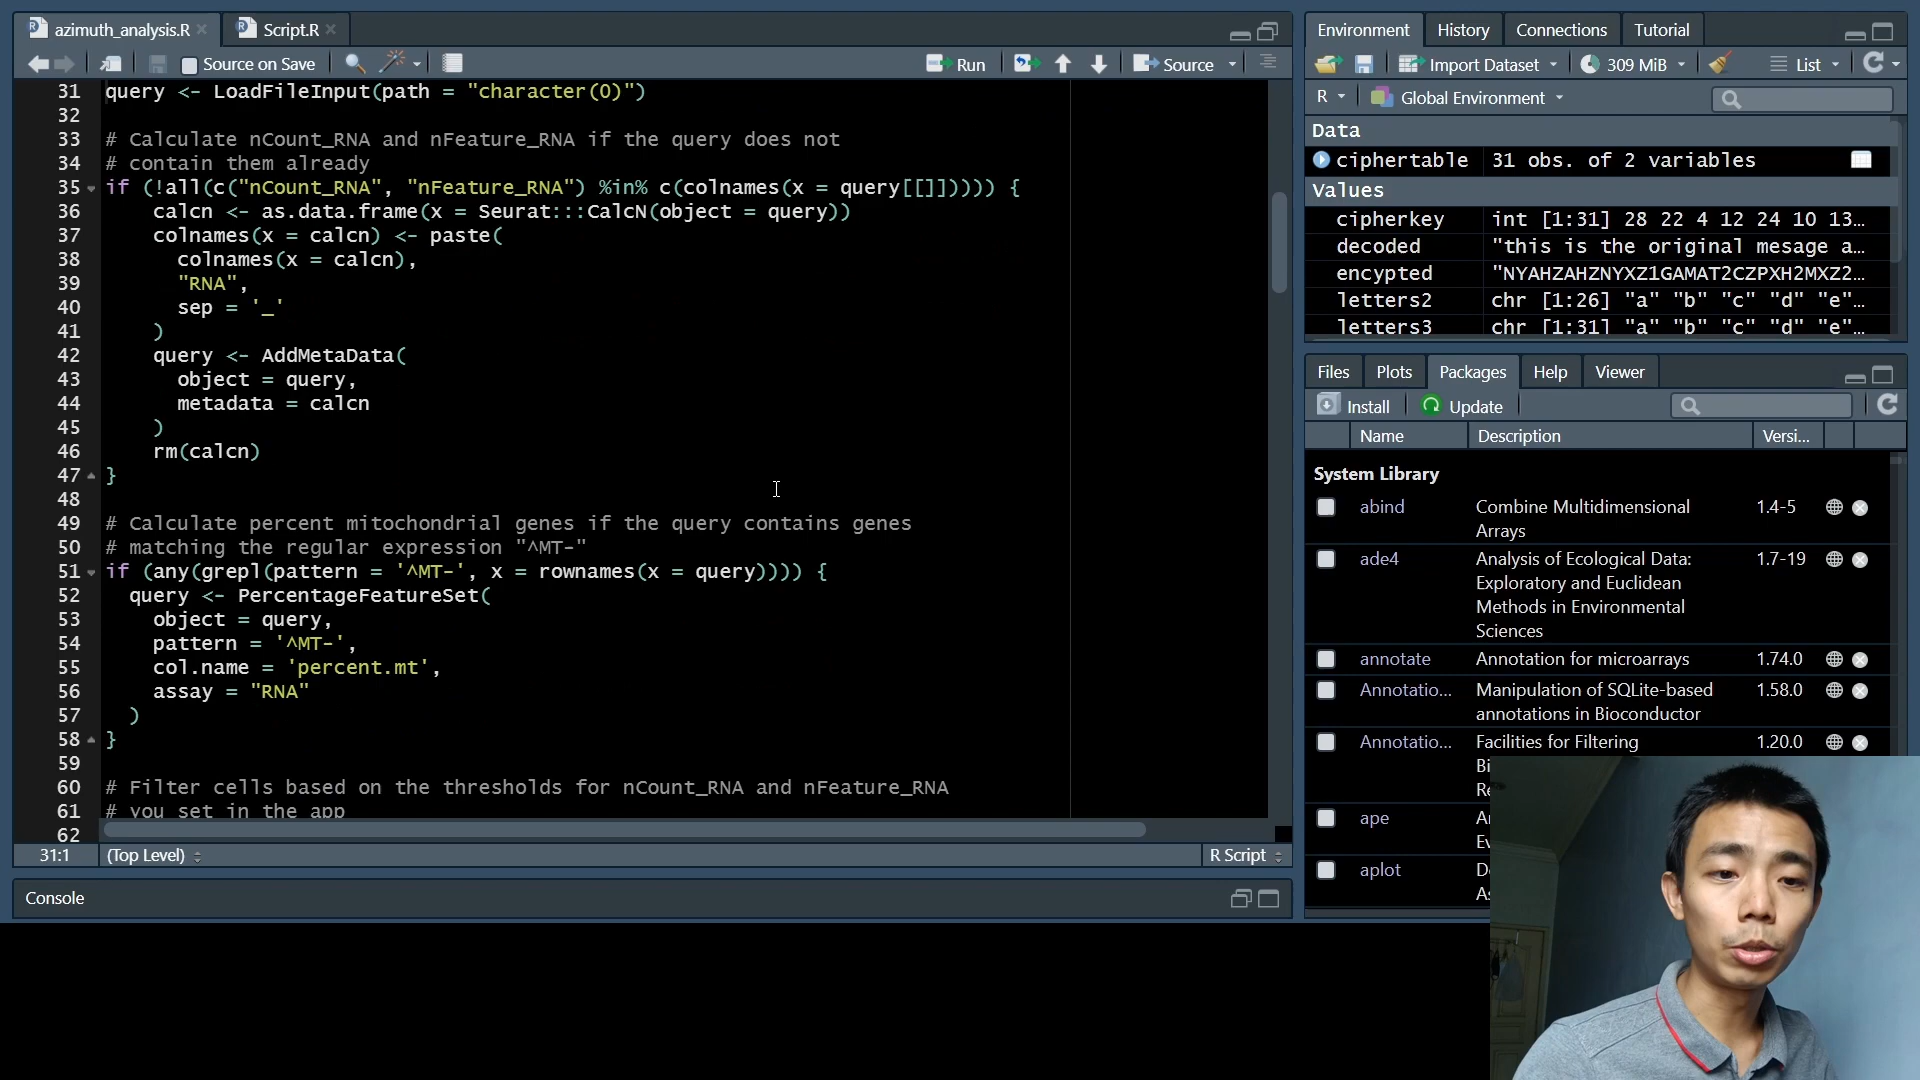 azimuth_analysis.R
Script.R
Source on Save
Run
Source
31 query <- LoadFileInput(path = "character(0)")
32
33 # Calculate nCount_RNA and nFeature_RNA if the query does not
34 # contain them already
35 if (!all(c("nCount_RNA", "nFeature_RNA") %in% c(colnames(x = query[[]])))) {
36 calcn <- as.data.frame(x = Seurat:::CalcN(object = query))
37 colnames(x = calcn) <- paste(
38 colnames(x = calcn),
39 "RNA",
40 sep = '_'
41 )
42 query <- AddMetaData(
43 object = query,
44 metadata = calcn
45 )
46 rm(calcn)
47 }
48
49 # Calculate percent mitochondrial genes if the query contains genes
50 # matching the regular expression "^MT-"
51 if (any(grepl(pattern = '^MT-', x = rownames(x = query)))) {
52 query <- PercentageFeatureSet(
53 object = query,
54 pattern = '^MT-',
55 col.name = 'percent.mt',
56 assay = "RNA"
57 )
58 }
59
60 # Filter cells based on the thresholds for nCount_RNA and nFeature_RNA
61 # you set in the app
62
31:1 (Top Level) R Script
Console
Environment History Connections Tutorial
Import Dataset 309 MiB List
R Global Environment
Data
ciphertable 31 obs. of 2 variables
Values
cipherkey int [1:31] 28 22 4 12 24 10 13…
decoded "this is the original mesage a…
encypted "NYAHZAHZNYXZ1GAMAT2CZPXH2MXZ2…
letters2 chr [1:26] "a" "b" "c" "d" "e"…
letters3 chr [1:31] "a" "b" "c" "d" "e"…
Files Plots Packages Help Viewer
Install Update
Name Description Versi...
System Library
abind Combine Multidimensional 1.4-5
Arrays
ade4 Analysis of Ecological Data: 1.7-19
Exploratory and Euclidean
Methods in Environmental
Sciences
annotate Annotation for microarrays 1.74.0
Annotatio... Manipulation of SQLite-based 1.58.0
annotations in Bioconductor
Annotatio... Facilities for Filtering 1.20.0
Bi
Re
ape
Ev
aplot
As